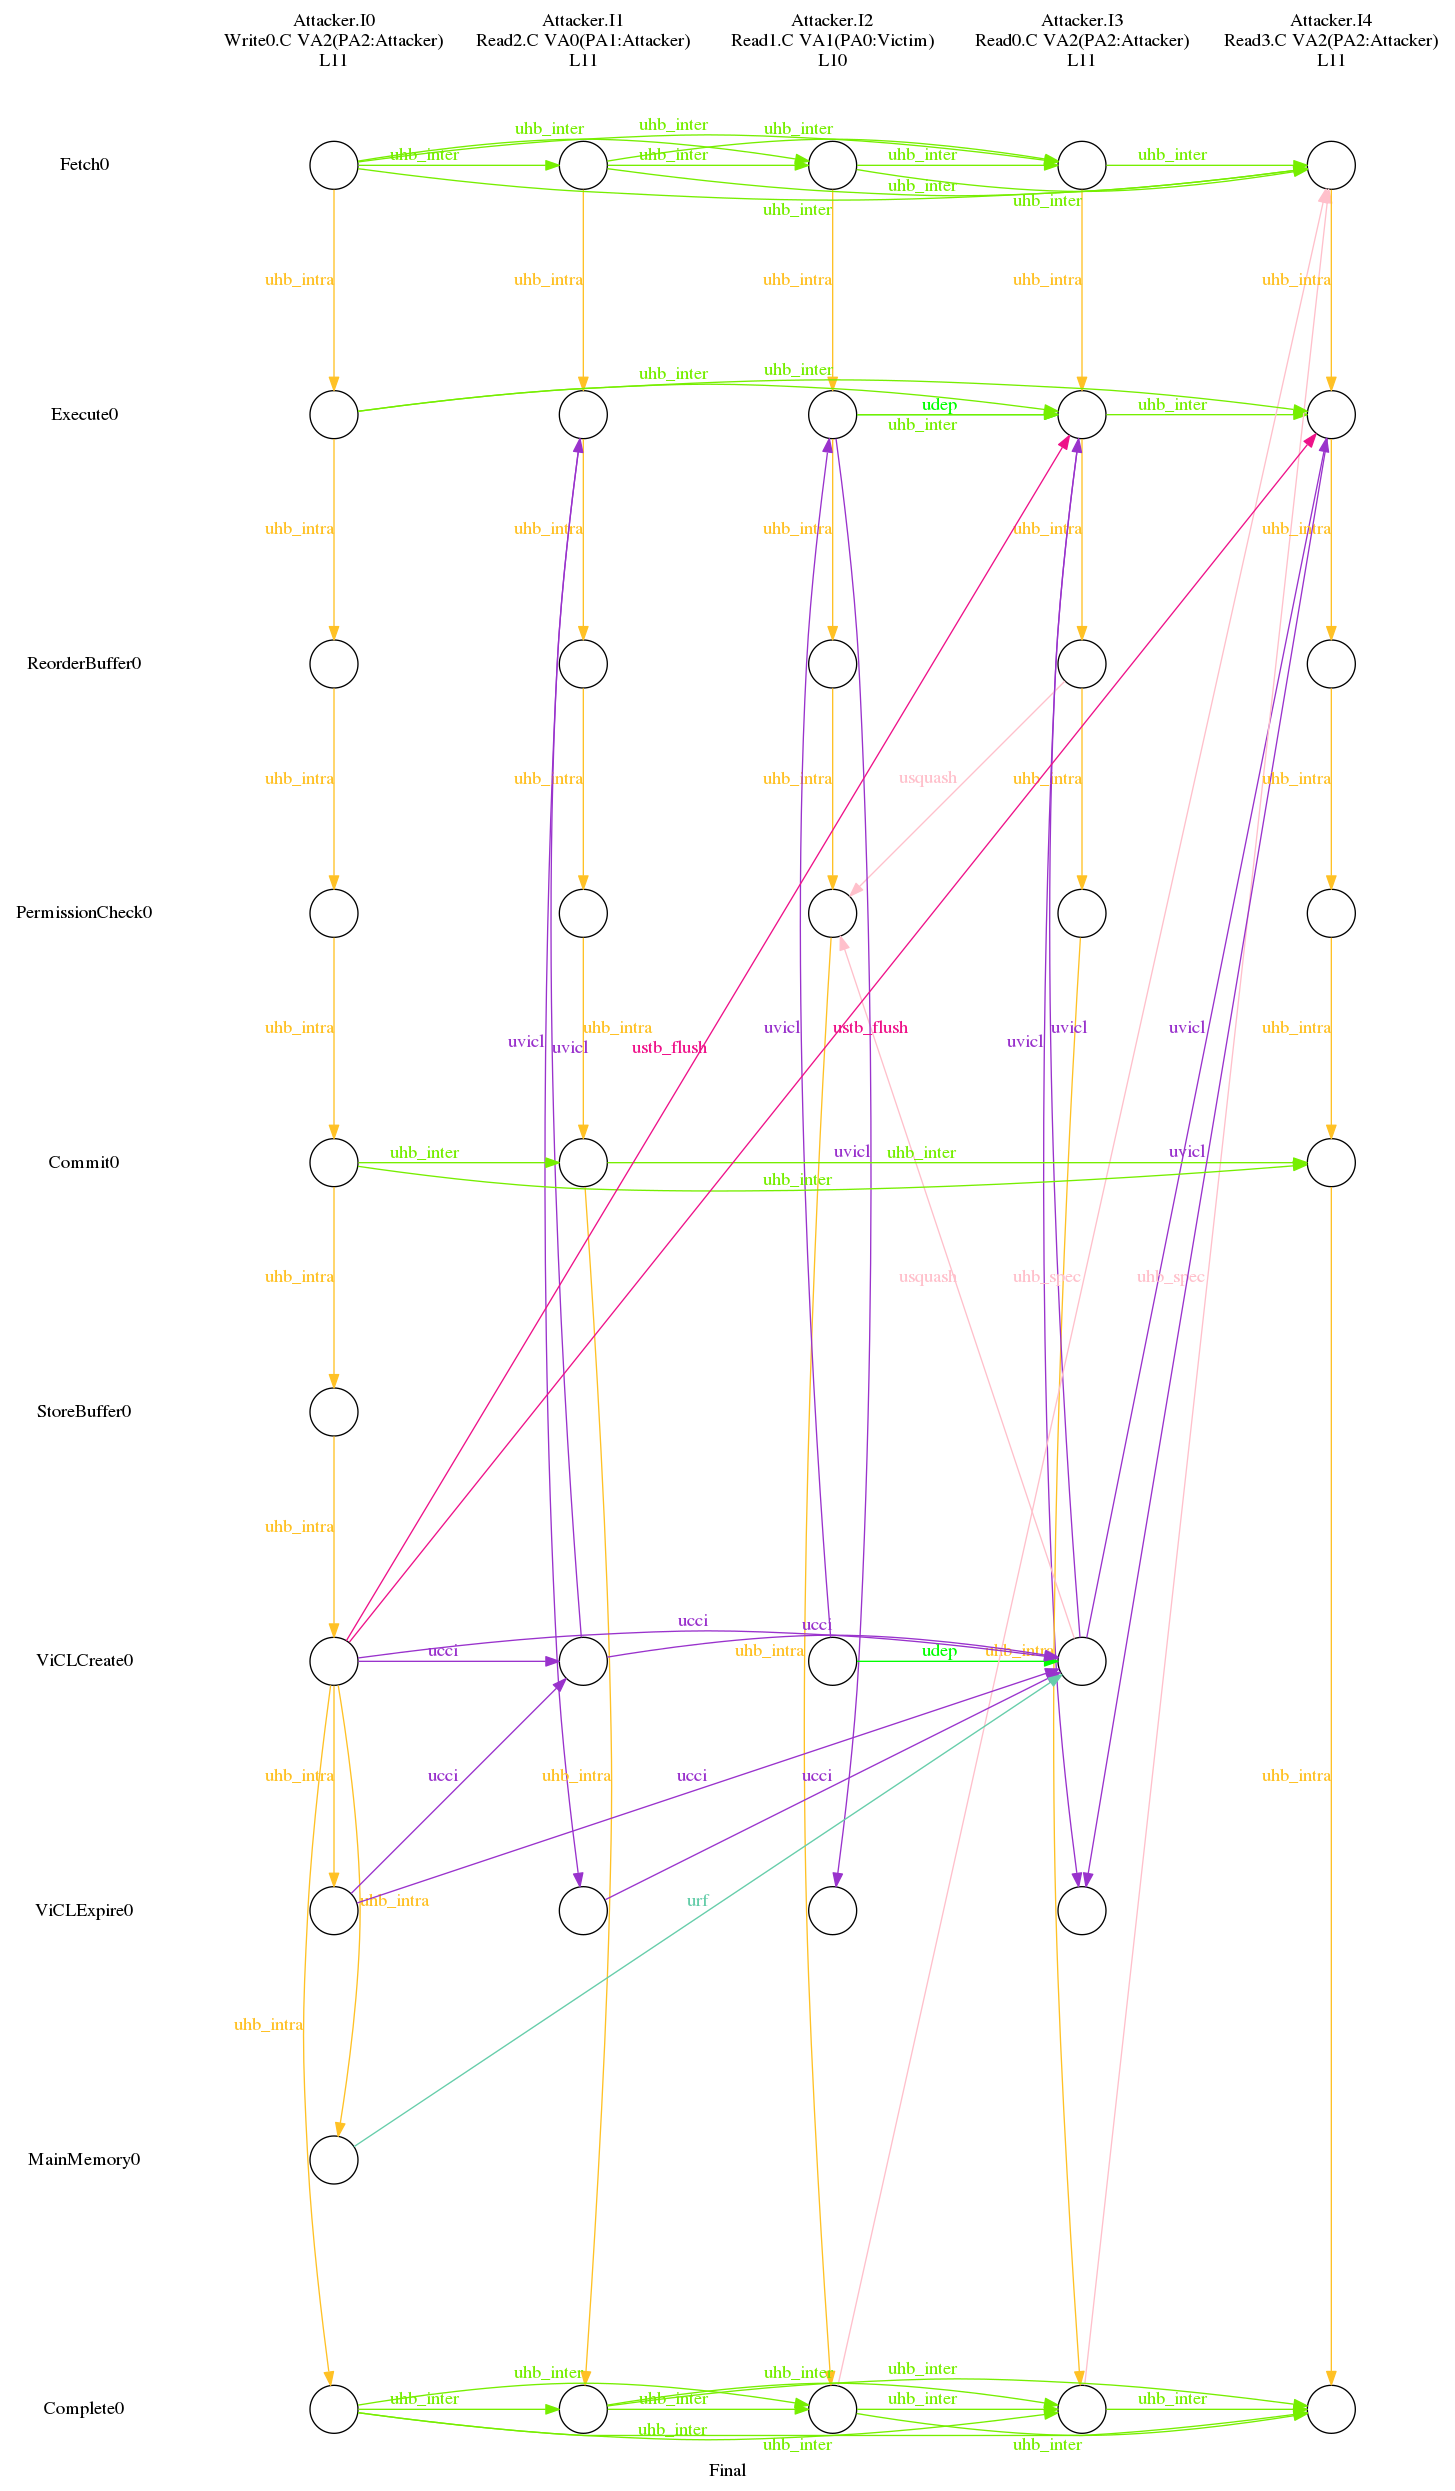 Attacker.I0 Attacker.I1 Attacker.I2 Attacker.I3 Attacker.I4
Write0.C VA2(PA2:Attacker) Read2.C VA0(PA1:Attacker) Read1.C VA1(PA0:Victim) Read0.C VA2(PA2:Attacker) Read3.C VA2(PA2:Attacker)
L11 L11 L10 L11 L11
uhb_inter
uhb_inter uhb_inter
uhb_inter uhb_inter uhb_inter uhb_inter
Fetch0
uhb_inter
uhb_inter
uhb_inter
uhb_intra uhb_intra uhb_intra uhb_intra uhb_intra
uhb_inter
uhb_inter
udep uhb_inter
Execute0
uhb_inter
uhb_intra uhb_intra uhb_intra uhb_intra uhb_intra
ReorderBuffer0
uhb_intra uhb_intra uhb_intra usquash uhb_intra uhb_intra
PermissionCheck0
uhb_intra uhb_intra uvicl ustb_flush uvicl uvicl uhb_intra
uvicl uvicl
uvicl ustb_flush
uhb_inter uvicl uhb_inter uvicl
Commit0
uhb_inter
uhb_intra usquash uhb_spec uhb_spec
StoreBuffer0
uhb_intra
ucci ucci
ucci uhb_intra udep uhb_intra
ViCLCreate0
uhb_intra ucci uhb_intra ucci ucci uhb_intra
uhb_intra urf
ViCLExpire0
uhb_intra
MainMemory0
uhb_inter
uhb_inter uhb_inter
uhb_inter uhb_inter uhb_inter uhb_inter
Complete0
uhb_inter
uhb_inter uhb_inter
Final